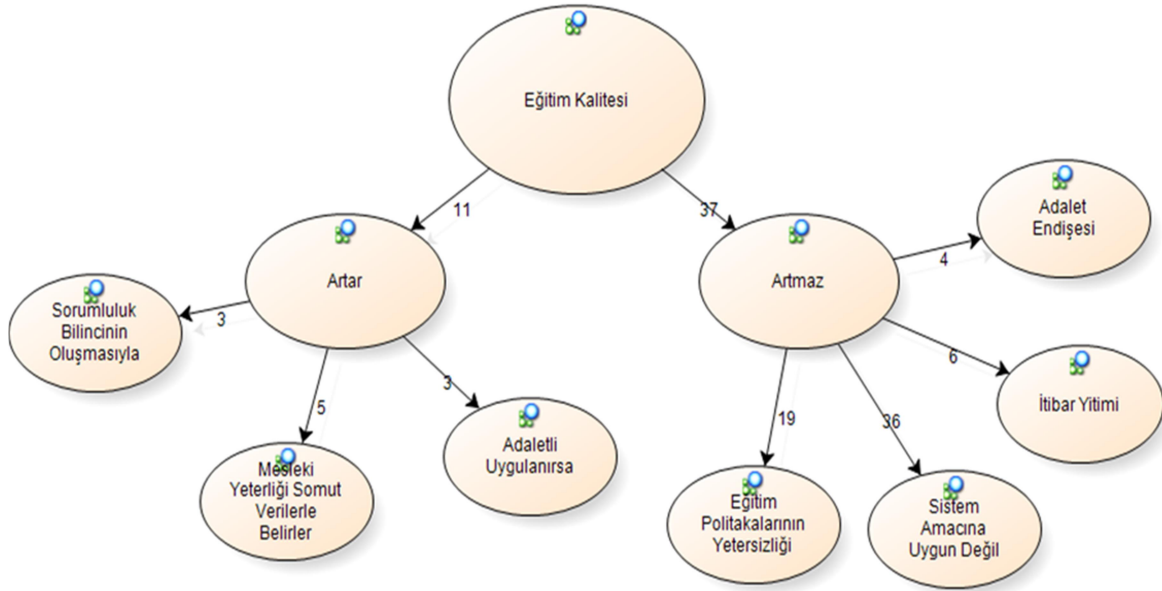 Eğitim Kalitesi
11
37
Artar
Artmaz
Adalet
Endişesi
4
Sorumluluk
Bilincinin
Oluşmasıyla
3
5
3
6
İtibar Yitimi
19
36
Adaletli
Uygulanırsa
Mesleki
Yeterliği Somut
Verilerle
Belirler
Eğitim
Politakalarının
Yetersizliği
Sistem
Amacına
Uygun Değil